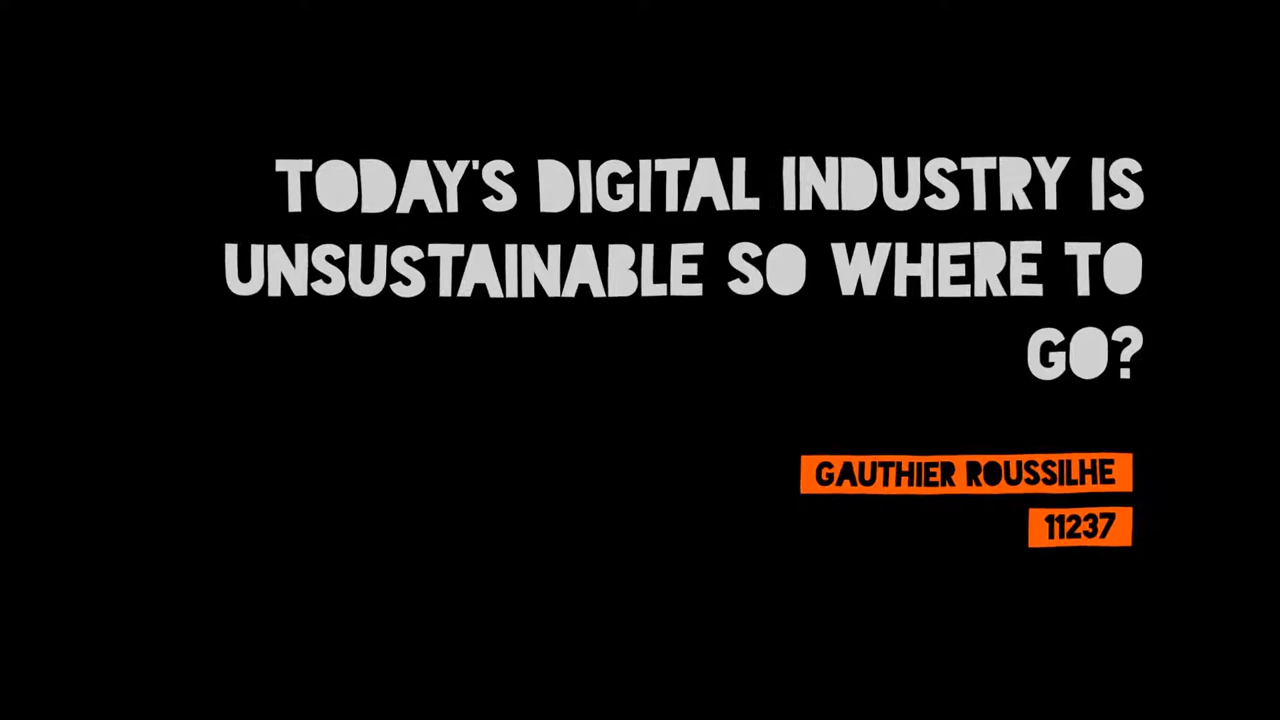 TODAY'S DIGITAL INDUSTRY IS
UNSUSTAINABLE SO WHERE TO
GO?
GAUTHIER ROUSSILHE
11237